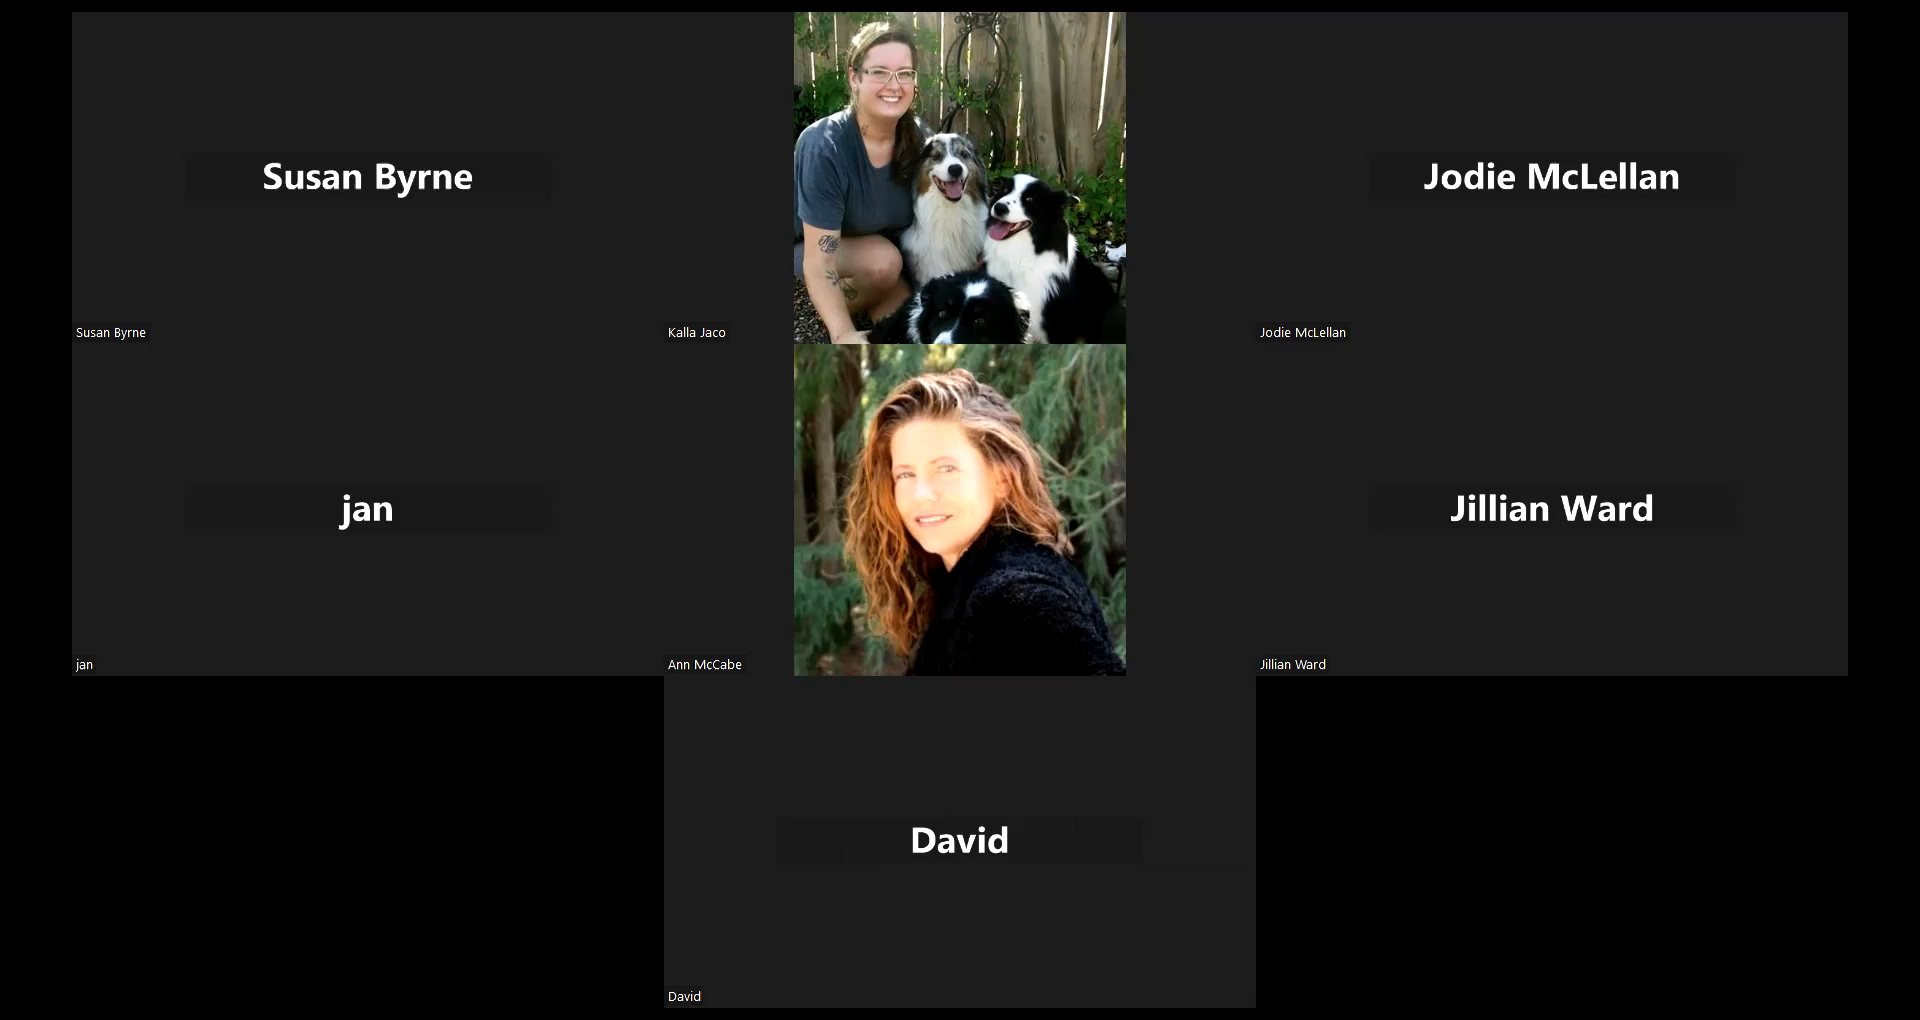 Susan Byrne
Jodie McLellan
Susan Byrne
Kalla Jaco
Jodie McLellan
jan
Jillian Ward
jan
Ann McCabe
Jillian Ward
David
David